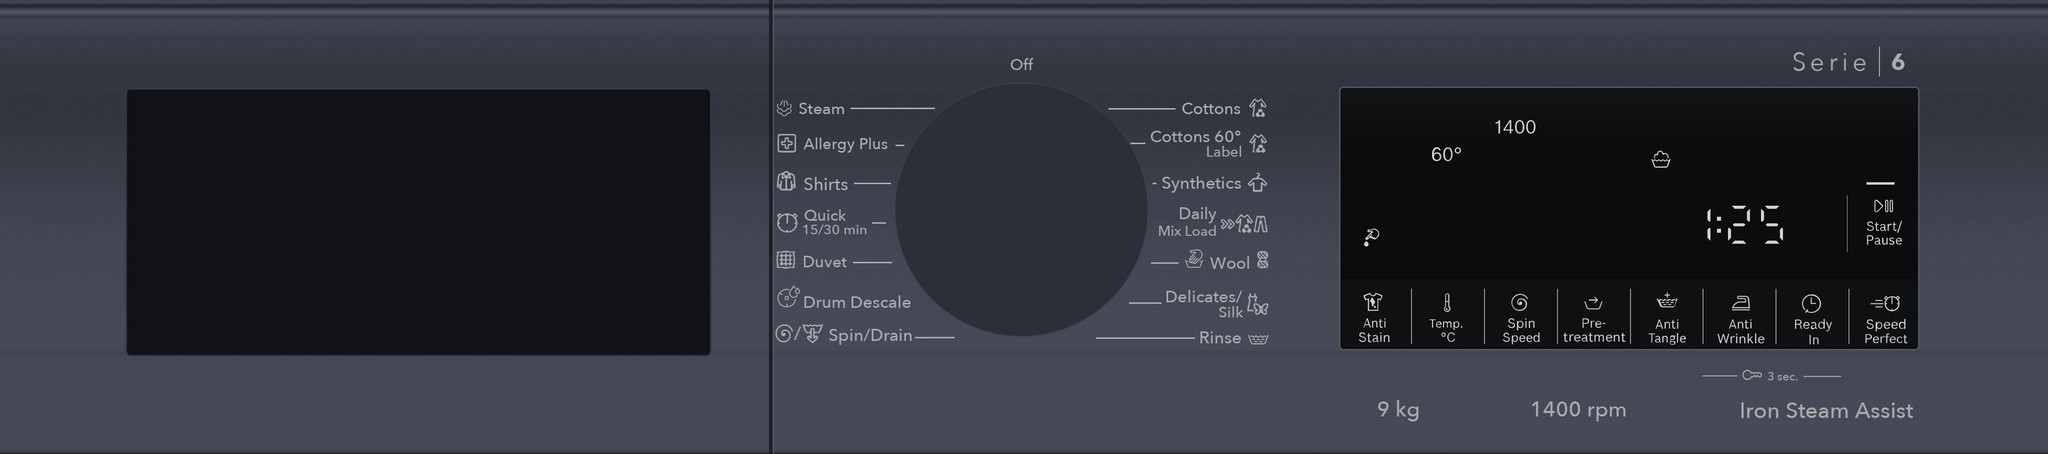 Serie | 6
Off
Steam
Allergy Plus
Shirts
Quick
15/30 min
Duvet
Drum Descale
Spin/Drain
Cottons
Cottons 60°
Label
Synthetics
Daily
Mix Load
Wool
Delicates/
Silk
Rinse
1400
60°
1:25
Start/
Pause
Anti
Stain
Temp.
°C
Spin
Speed
Pre-
treatment
Anti
Tangle
Anti
Wrinkle
Ready
In
Speed
Perfect
3 sec.
9 kg
1400 rpm
Iron Steam Assist